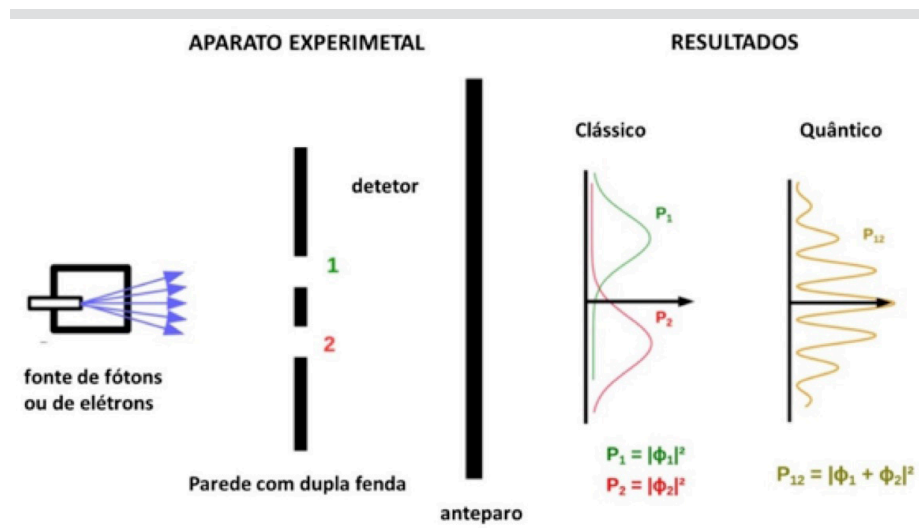 APARATO EXPERIMETAL
RESULTADOS
Clássico
Quântico
detetor
P₁
P₁₂
1
P₂
2
fonte de fótons
ou de elétrons
P₁ = |ϕ₁|²
P₂ = |ϕ₂|²
P₁₂ = |ϕ₁ + ϕ₂|²
Parede com dupla fenda
anteparo